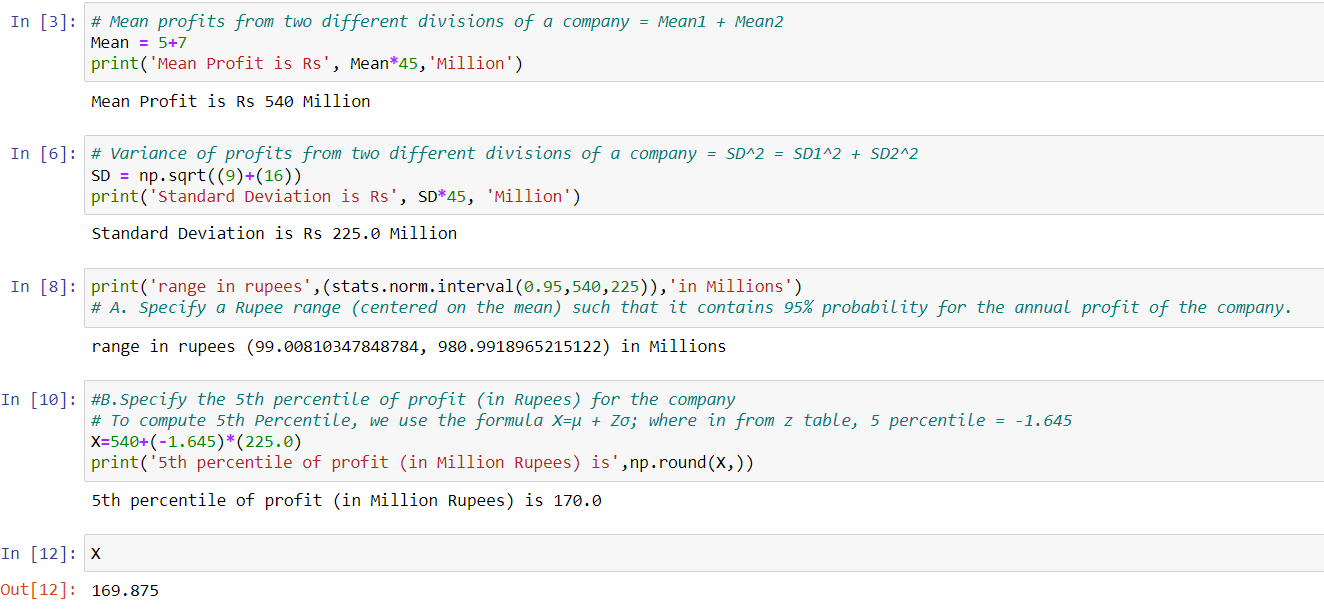 In [3]: # Mean profits from two different divisions of a company = Mean1 + Mean2
Mean = 5+7
print('Mean Profit is Rs', Mean*45,'Million')
Mean Profit is Rs 540 Million
In [6]: # Variance of profits from two different divisions of a company = SD^2 = SD1^2 + SD2^2
SD = np.sqrt((9)+(16))
print('Standard Deviation is Rs', SD*45, 'Million')
Standard Deviation is Rs 225.0 Million
In [8]: print('range in rupees',(stats.norm.interval(0.95,540,225)),'in Millions')
# A. Specify a Rupee range (centered on the mean) such that it contains 95% probability for the annual profit of the company.
range in rupees (99.00810347848784, 980.9918965215122) in Millions
In [10]: #B.Specify the 5th percentile of profit (in Rupees) for the company
# To compute 5th Percentile, we use the formula X=μ + Zσ; where in from z table, 5 percentile = -1.645
X=540+(-1.645)*(225.0)
print('5th percentile of profit (in Million Rupees) is',np.round(X,))
5th percentile of profit (in Million Rupees) is 170.0
In [12]: X
Out[12]: 169.875